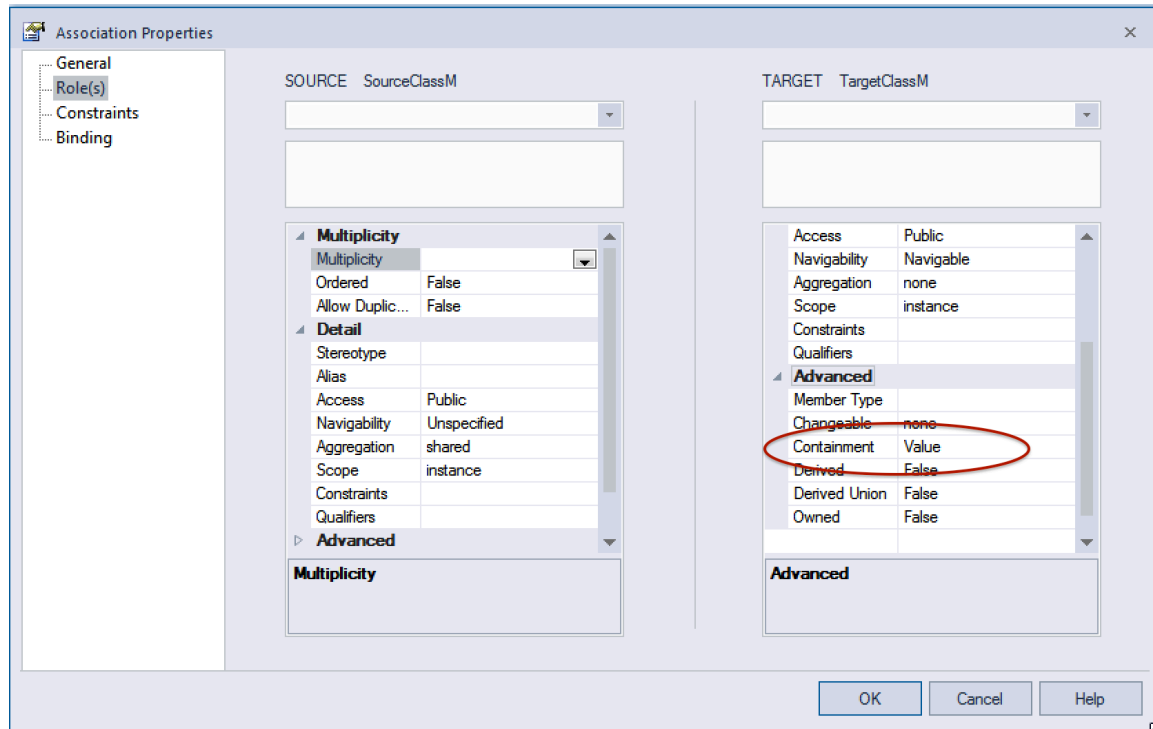 Association Properties
General
Role(s)
Constraints
Binding
SOURCE SourceClassM
Multiplicity
Multiplicity
Ordered False
Allow Duplic... False
Detail
Stereotype
Alias
Access Public
Navigability Unspecified
Aggregation shared
Scope instance
Constraints
Qualifiers
Advanced
Multiplicity
TARGET TargetClassM
Access Public
Navigability Navigable
Aggregation none
Scope instance
Constraints
Qualifiers
Advanced
Member Type
Changeable none
Containment Value
Derived False
Derived Union False
Owned False
Advanced
OK Cancel Help